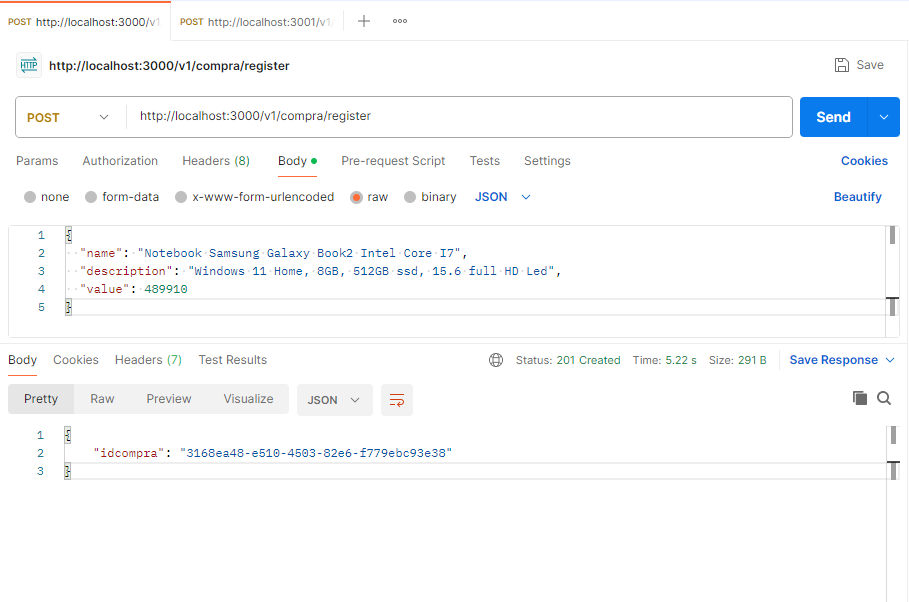 POST http://localhost:3000/v1 POST http://localhost:3001/v1/
HTTP http://localhost:3000/v1/compra/register Save
POST http://localhost:3000/v1/compra/register Send
Params Authorization Headers (8) Body Pre-request Script Tests Settings Cookies
none form-data x-www-form-urlencoded raw binary JSON Beautify
1 {
2 "name": "Notebook Samsung Galaxy Book2 Intel Core I7",
3 "description": "Windows 11 Home, 8GB, 512GB ssd, 15.6 full HD Led",
4 "value": 489910
5 }
Body Cookies Headers (7) Test Results Status: 201 Created Time: 5.22 s Size: 291 B Save Response
Pretty Raw Preview Visualize JSON
1 {
2 "idcompra": "3168ea48-e510-4503-82e6-f779ebc93e38"
3 }